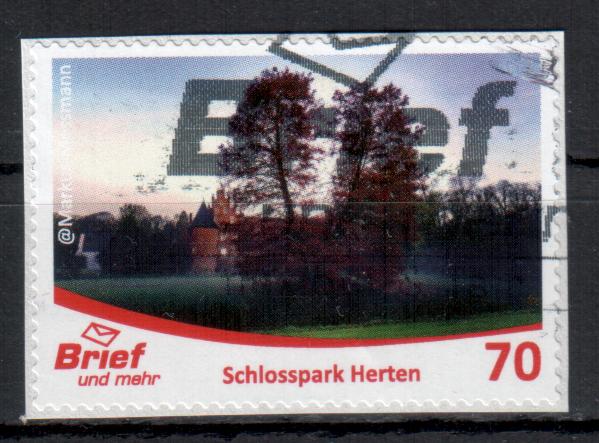 Brief
Brief
und mehr
Schlosspark Herten
70